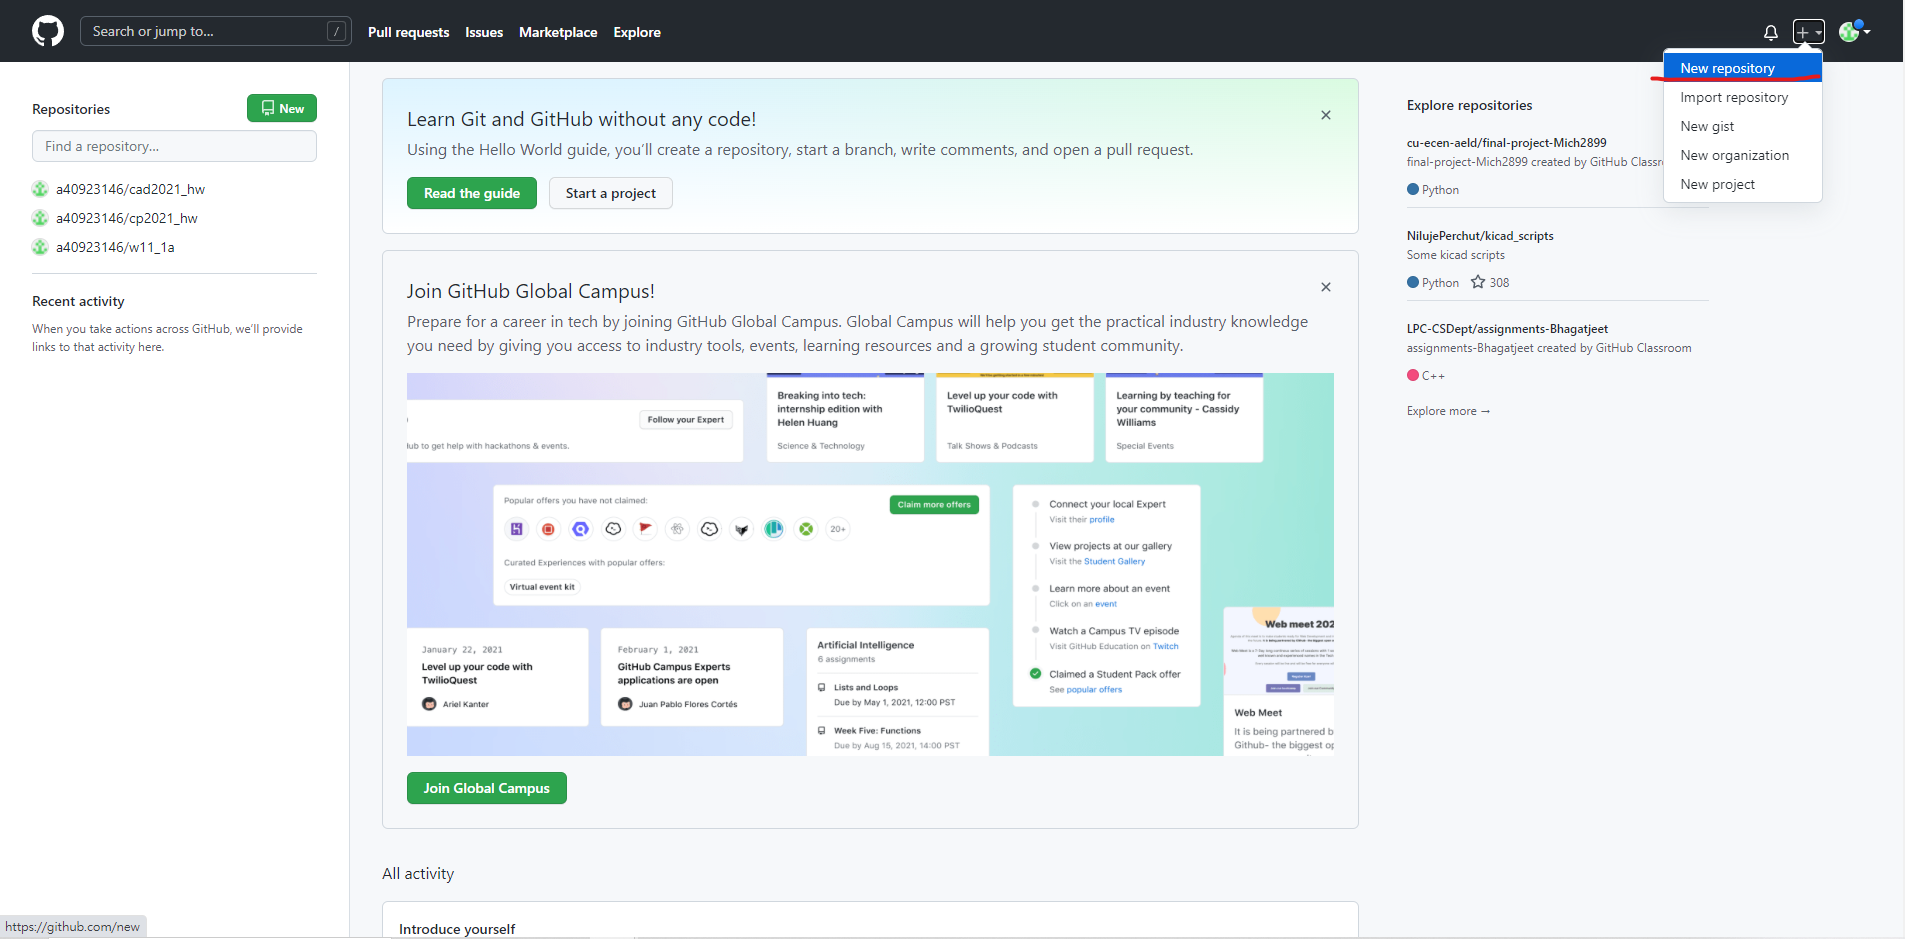 Search or jump to...
/
Pull requests
Issues
Marketplace
Explore
New repository
Import repository
New gist
New organization
New project
Repositories
New
Find a repository...
a40923146/cad2021_hw
a40923146/cp2021_hw
a40923146/w11_1a
Recent activity
When you take actions across GitHub, we'll provide
links to that activity here.
Learn Git and GitHub without any code!
Using the Hello World guide, you'll create a repository, start a branch, write comments, and open a pull request.
Read the guide
Start a project
Join GitHub Global Campus!
Prepare for a career in tech by joining GitHub Global Campus. Global Campus will help you get the practical industry knowledge
you need by giving you access to industry tools, events, learning resources and a growing student community.
Follow your Expert
to get help with hackathons & events.
Breaking into tech:
internship edition with
Helen Huang
Science & Technology
Level up your code with
TwilioQuest
Talk Shows & Podcasts
Learning by teaching for
your community - Cassidy
Williams
Special Events
Popular offers you have not claimed:
Claim more offers
20+
Curated Experiences with popular offers:
Virtual event kit
Connect your local Expert
Visit their profile
View projects at our gallery
Visit the Student Gallery
Learn more about an event
Click on an event
Watch a Campus TV episode
Visit GitHub Education on Twitch
Claimed a Student Pack offer
See popular offers
January 22, 2021
Level up your code with
TwilioQuest
Ariel Kanter
February 1, 2021
GitHub Campus Experts
applications are open
Juan Pablo Flores Cortés
Artificial Intelligence
6 assignments
Lists and Loops
Due by May 1, 2021, 12:00 PST
Week Five: Functions
Due by Aug 15, 2021, 14:00 PST
Web meet 202
Web Meet
It is being partnered b
Github- the biggest op
Join Global Campus
All activity
Introduce yourself
Explore repositories
cu-ecen-aeld/final-project-Mich2899
final-project-Mich2899 created by GitHub Classro
Python
NilujePerchut/kicad_scripts
Some kicad scripts
Python
308
LPC-CSDept/assignments-Bhagatjeet
assignments-Bhagatjeet created by GitHub Classroom
C++
Explore more →
https://github.com/new